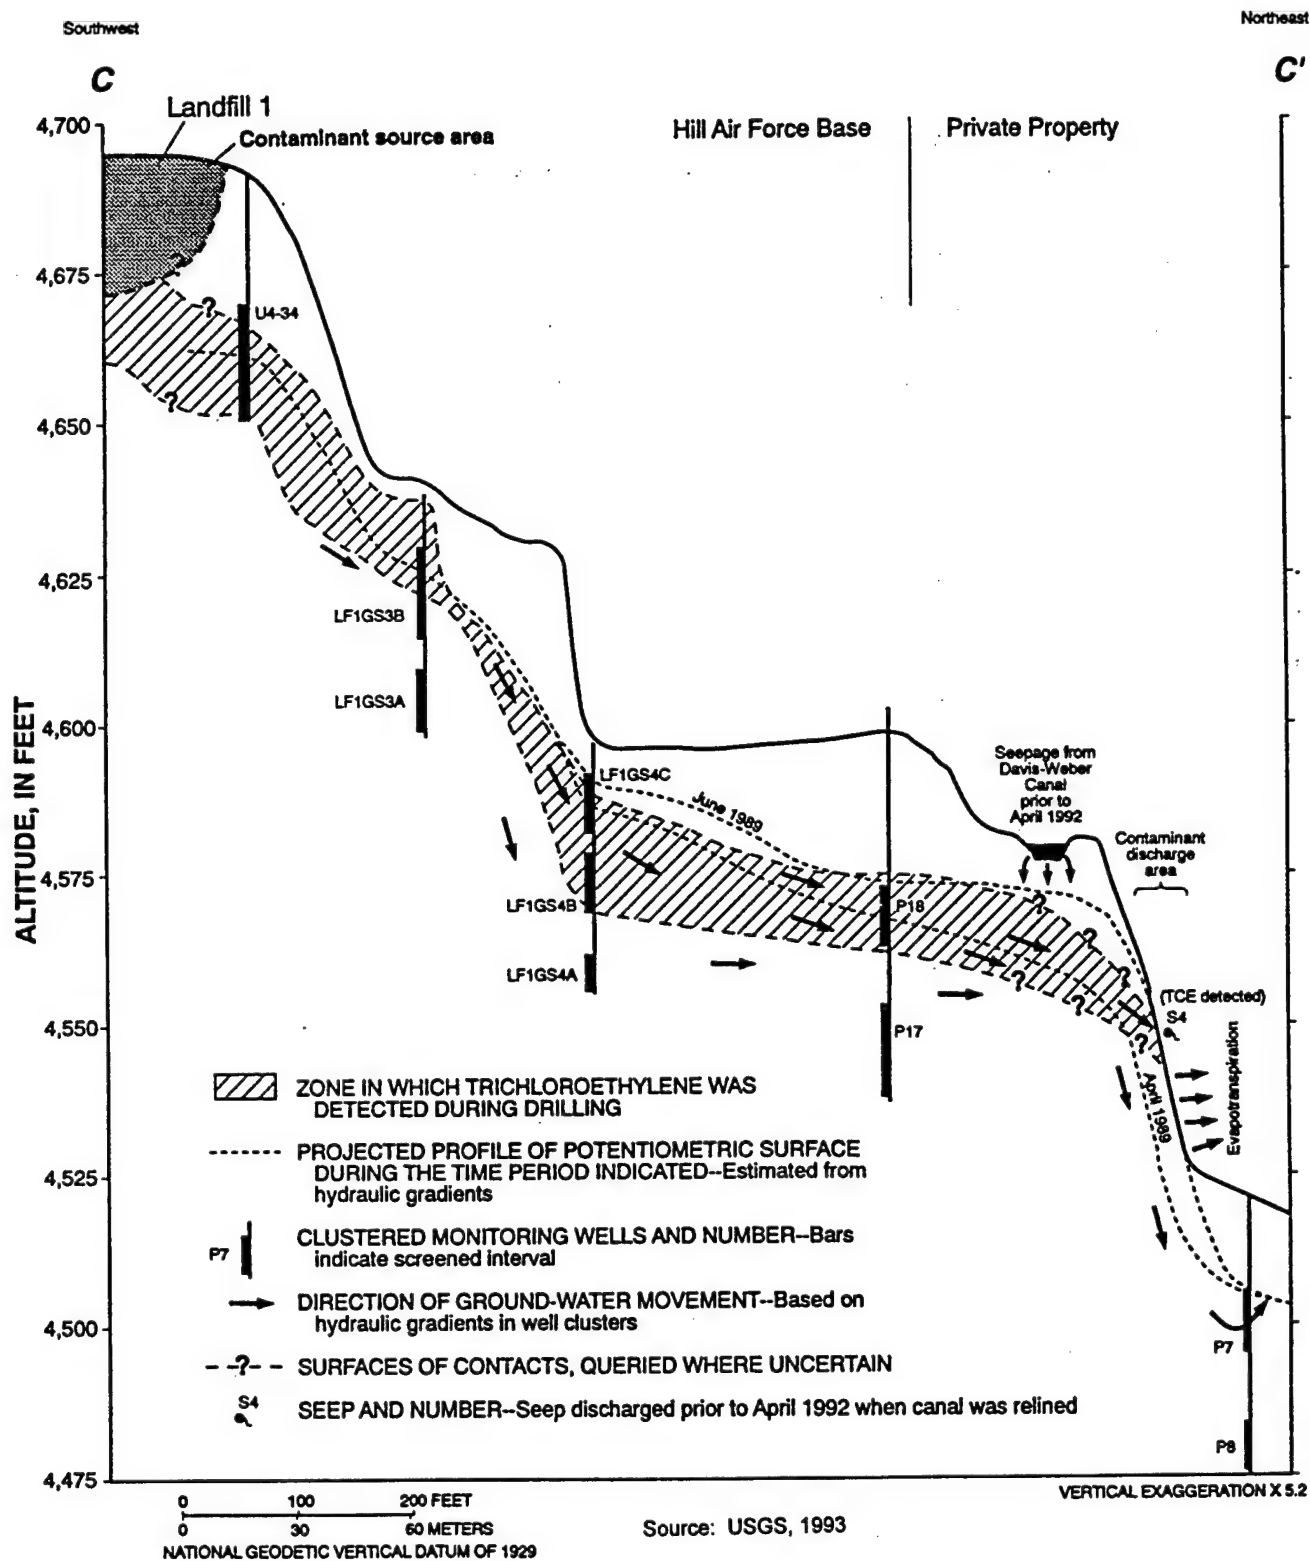 Southwest
Northeast
C
C'
Landfill 1
Contaminant source area
Hill Air Force Base
Private Property
4,700
4,675
4,650
4,625
4,600
4,575
4,550
4,525
4,500
4,475
ALTITUDE, IN FEET
?
?
?
U4-34
LF1GS3B
LF1GS3A
LF1GS4C
LF1GS4B
LF1GS4A
June 1989
P18
P17
Seepage from
Davis-Weber
Canal
prior to
April 1992
Contaminant
discharge
area
?
?
?
?
?
?
(TCE detected)
S4
Evapotranspiration
April 1989
P7
P8
ZONE IN WHICH TRICHLOROETHYLENE WAS
DETECTED DURING DRILLING
PROJECTED PROFILE OF POTENTIOMETRIC SURFACE
DURING THE TIME PERIOD INDICATED--Estimated from
hydraulic gradients
P7
CLUSTERED MONITORING WELLS AND NUMBER--Bars
indicate screened interval
DIRECTION OF GROUND-WATER MOVEMENT--Based on
hydraulic gradients in well clusters
--?-- SURFACES OF CONTACTS, QUERIED WHERE UNCERTAIN
S4
SEEP AND NUMBER--Seep discharged prior to April 1992 when canal was relined
VERTICAL EXAGGERATION X 5.2
0 100 200 FEET
0 30 60 METERS
NATIONAL GEODETIC VERTICAL DATUM OF 1929
Source: USGS, 1993